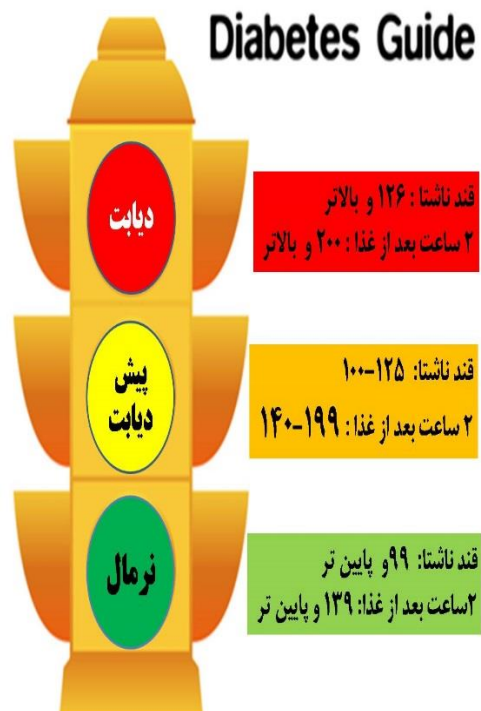 Diabetes Guide
دیابت
قند ناشتا : ۱۲۶ و بالاتر
۲ ساعت بعد از غذا : ۲۰۰ و بالاتر
پیش
دیابت
قند ناشتا: ۱۲۵-۱۰۰
۲ ساعت بعد از غذا : ۱۹۹-۱۴۰
نرمال
قند ناشتا: ۹۹و پایین تر
۲ساعت بعد از غذا: ۱۳۹ و پایین تر